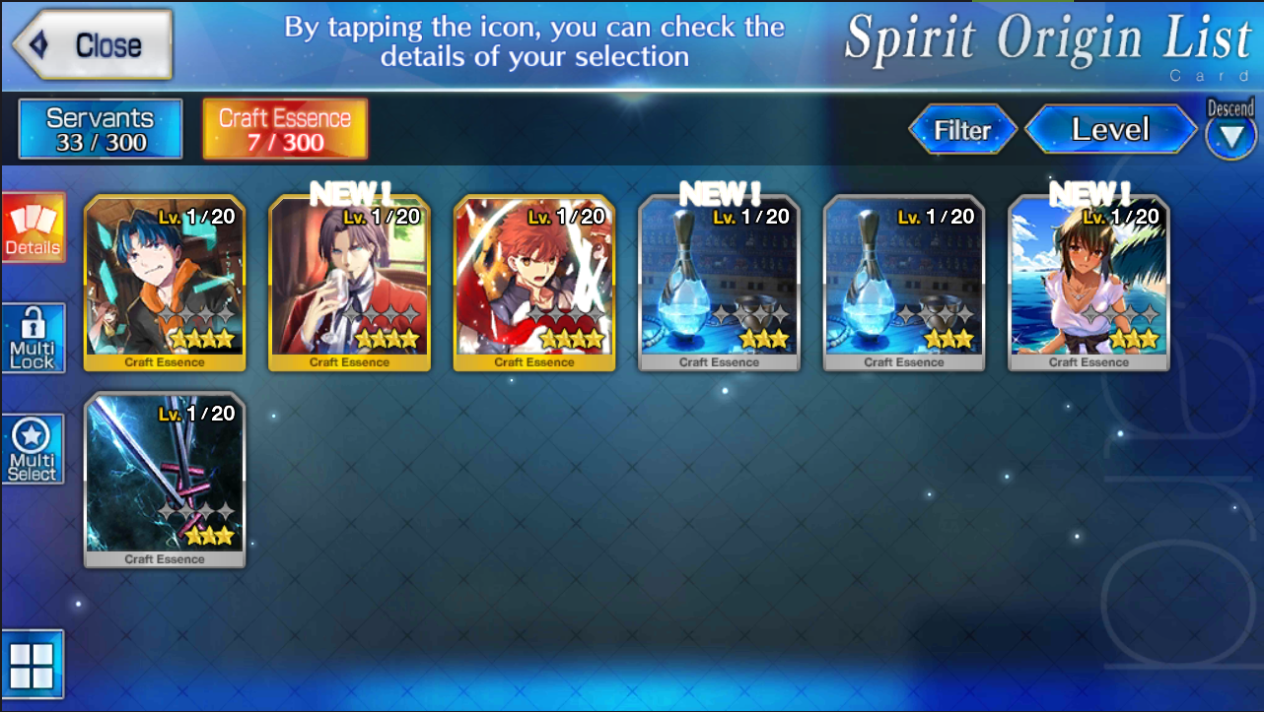 Close
By tapping the icon, you can check the
details of your selection
Spirit Origin List
Card
Servants
33 / 300
Craft Essence
7 / 300
Filter
Level
Descend
Details
Multi
Lock
Multi
Select
Lv. 1/20
Craft Essence
NEW!
Lv. 1/20
Craft Essence
Lv. 1/20
Craft Essence
NEW!
Lv. 1/20
Craft Essence
Lv. 1/20
Craft Essence
NEW!
Lv. 1/20
Craft Essence
Lv. 1/20
Craft Essence
Card